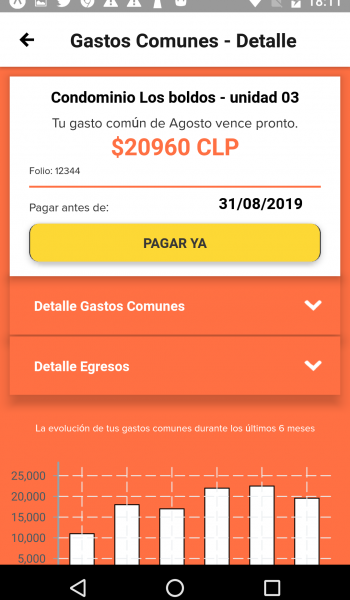 18:11
Gastos Comunes - Detalle
Condominio Los boldos - unidad 03
Tu gasto común de Agosto vence pronto.
$20960 CLP
Folio: 12344
Pagar antes de:
31/08/2019
PAGAR YA
Detalle Gastos Comunes
Detalle Egresos
La evolución de tus gastos comunes durante los últimos 6 meses
25,000
20,000
15,000
10,000
5,000